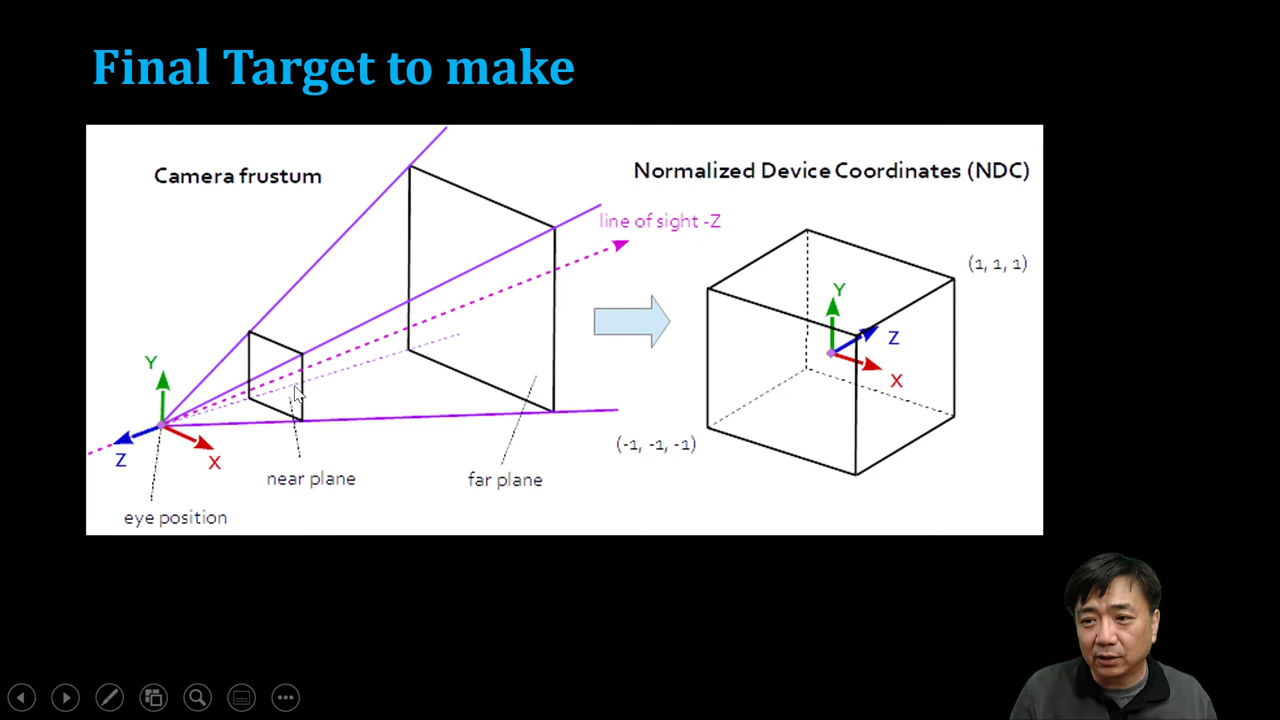 Final Target to make
Camera frustum
Normalized Device Coordinates (NDC)
line of sight -Z
(1, 1, 1)
Y
Z
X
Y
Z
X
(-1, -1, -1)
near plane
far plane
eye position